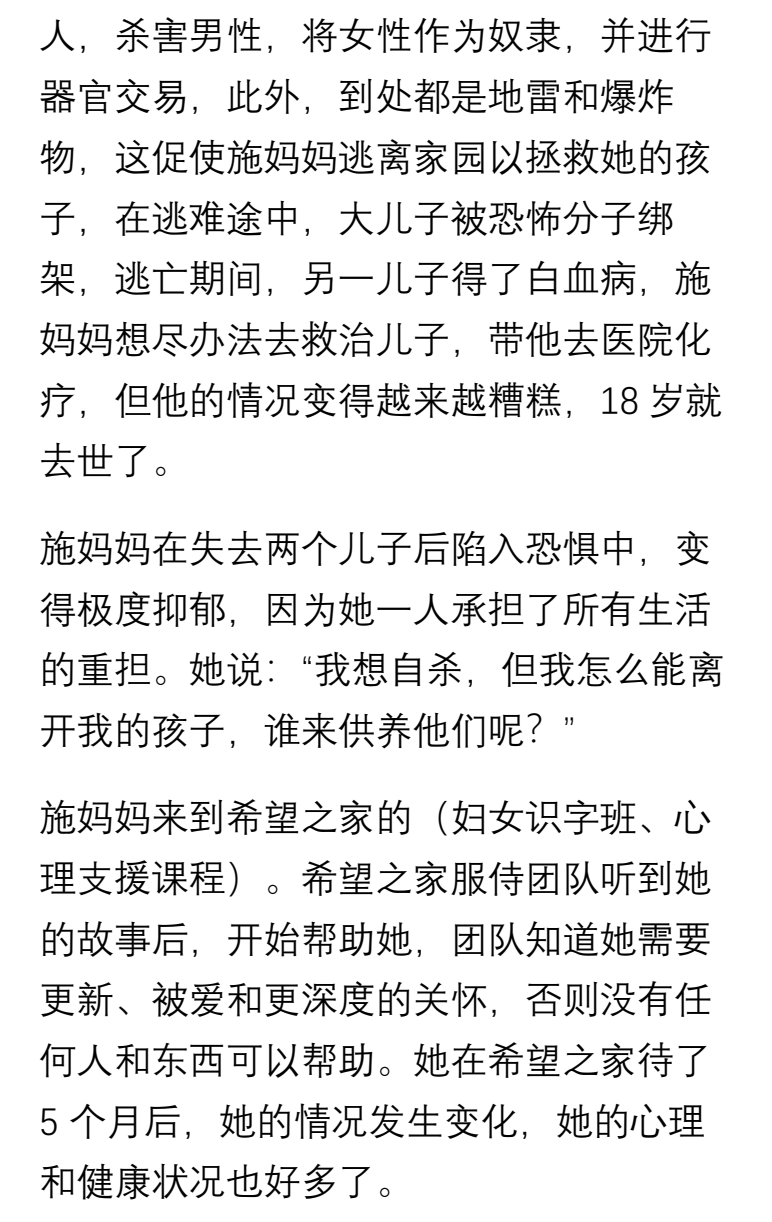 人，杀害男性，将女性作为奴隶，并进行
器官交易，此外，到处都是地雷和爆炸
物，这促使施妈妈逃离家园以拯救她的孩
子，在逃难途中，大儿子被恐怖分子绑
架，逃亡期间，另一儿子得了白血病，施
妈妈想尽办法去救治儿子，带他去医院化
疗，但他的情况变得越来越糟糕，18 岁就
去世了。
施妈妈在失去两个儿子后陷入恐惧中，变
得极度抑郁，因为她一人承担了所有生活
的重担。她说：“我想自杀，但我怎么能离
开我的孩子，谁来供养他们呢？”
施妈妈来到希望之家的（妇女识字班、心
理支援课程）。希望之家服侍团队听到她
的故事后，开始帮助她，团队知道她需要
更新、被爱和更深度的关怀，否则没有任
何人和东西可以帮助。她在希望之家待了
5 个月后，她的情况发生变化，她的心理
和健康状况也好多了。